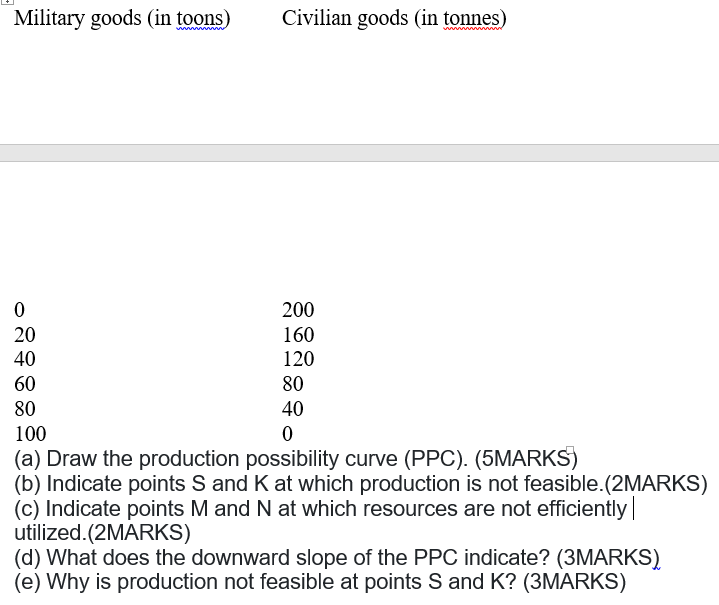 Military goods (in toons) Civilian goods (in tonnes)
0 200
20 160
40 120
60 80
80 40
100 0
(a) Draw the production possibility curve (PPC). (5MARKS)
(b) Indicate points S and K at which production is not feasible.(2MARKS)
(c) Indicate points M and N at which resources are not efficiently
utilized.(2MARKS)
(d) What does the downward slope of the PPC indicate? (3MARKS)
(e) Why is production not feasible at points S and K? (3MARKS)